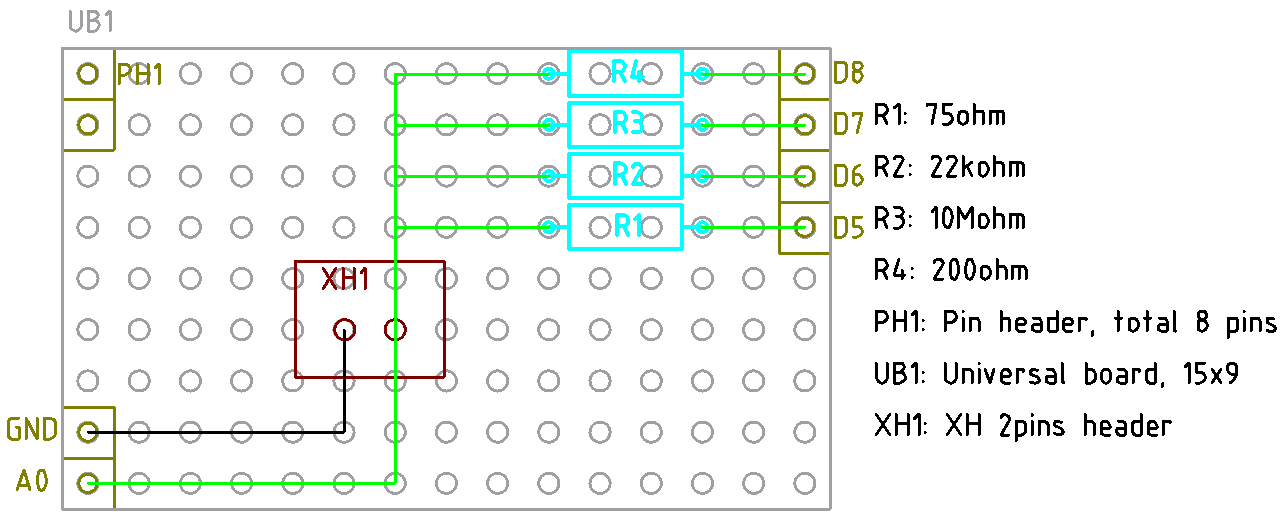 UB1
PH1
R4
D8
R3
D7
R2
D6
R1
D5
XH1
GND
A0
R1: 75ohm
R2: 22kohm
R3: 10Mohm
R4: 200ohm
PH1: Pin header, total 8 pins
UB1: Universal board, 15x9
XH1: XH 2pins header